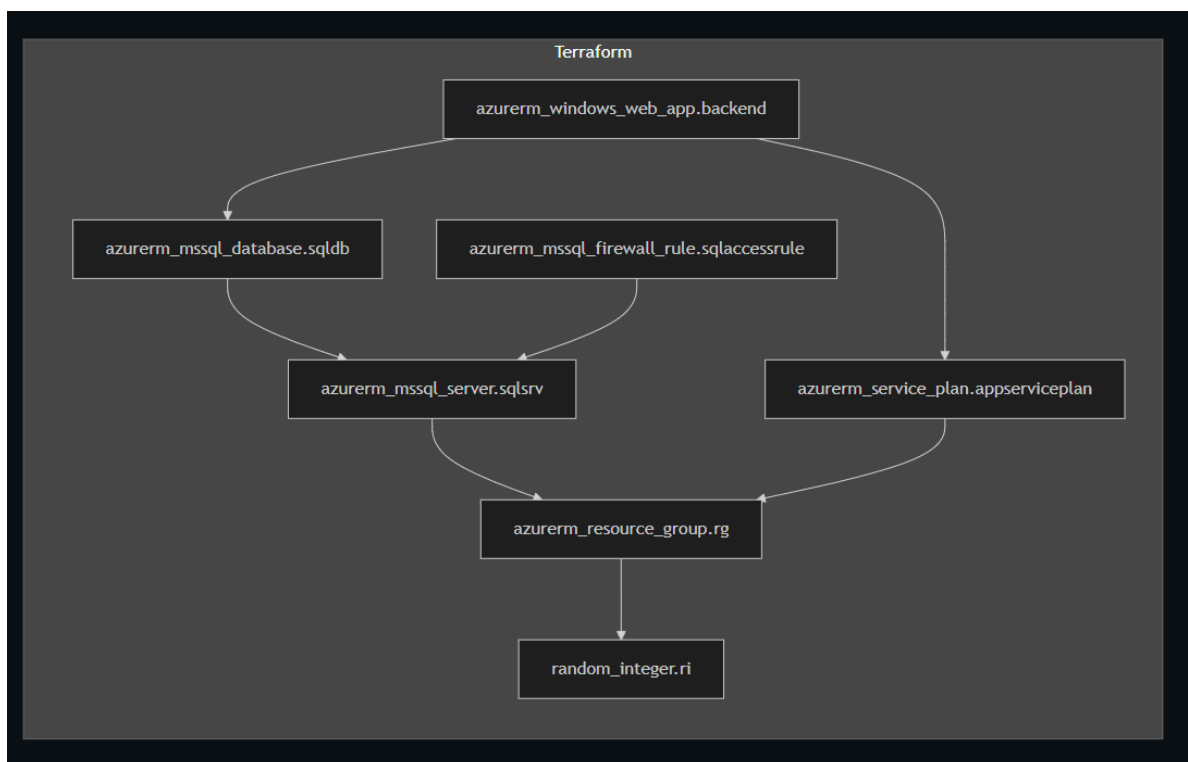 Terraform
azurerm_windows_web_app.backend
azurerm_mssql_database.sqldb
azurerm_mssql_firewall_rule.sqlaccessrule
azurerm_mssql_server.sqlsrv
azurerm_service_plan.appserviceplan
azurerm_resource_group.rg
random_integer.ri